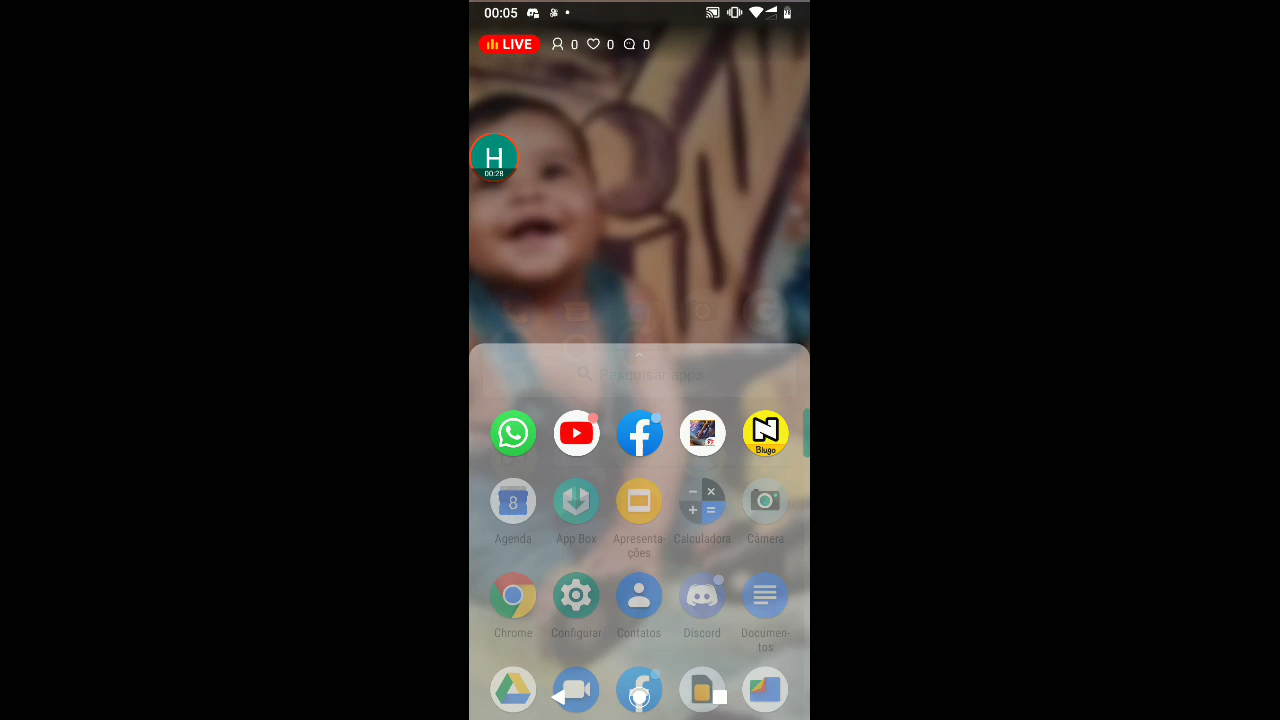 00:05
LIVE 0 0 0
H
00:28
Pesquisar apps
Blugo
8
Agenda App Box Apresenta-
ções Calculadora Câmera
Chrome Configurar Contatos Discord Documen-
tos